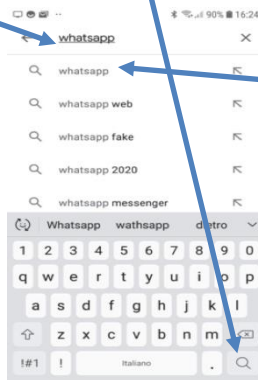 90% 16:24
whatsapp
whatsapp
whatsapp web
whatsapp fake
whatsapp 2020
whatsapp messenger
Whatsapp wathsapp dietro
1 2 3 4 5 6 7 8 9 0
q w e r t y u i o p
a s d f g h j k l
z x c v b n m
!#1 ! Italiano .